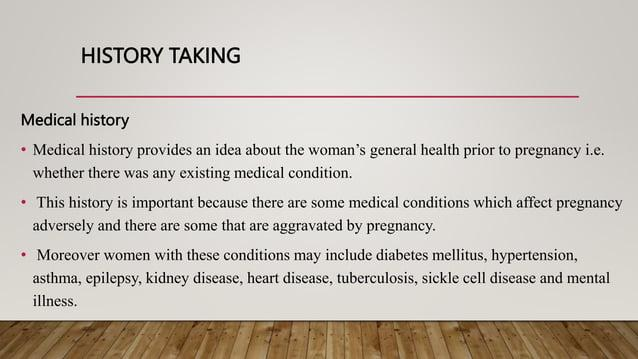 HISTORY TAKING
Medical history
• Medical history provides an idea about the woman's general health prior to pregnancy i.e.
whether there was any existing medical condition.
• This history is important because there are some medical conditions which affect pregnancy
adversely and there are some that are aggravated by pregnancy.
• Moreover women with these conditions may include diabetes mellitus, hypertension,
asthma, epilepsy, kidney disease, heart disease, tuberculosis, sickle cell disease and mental
illness.